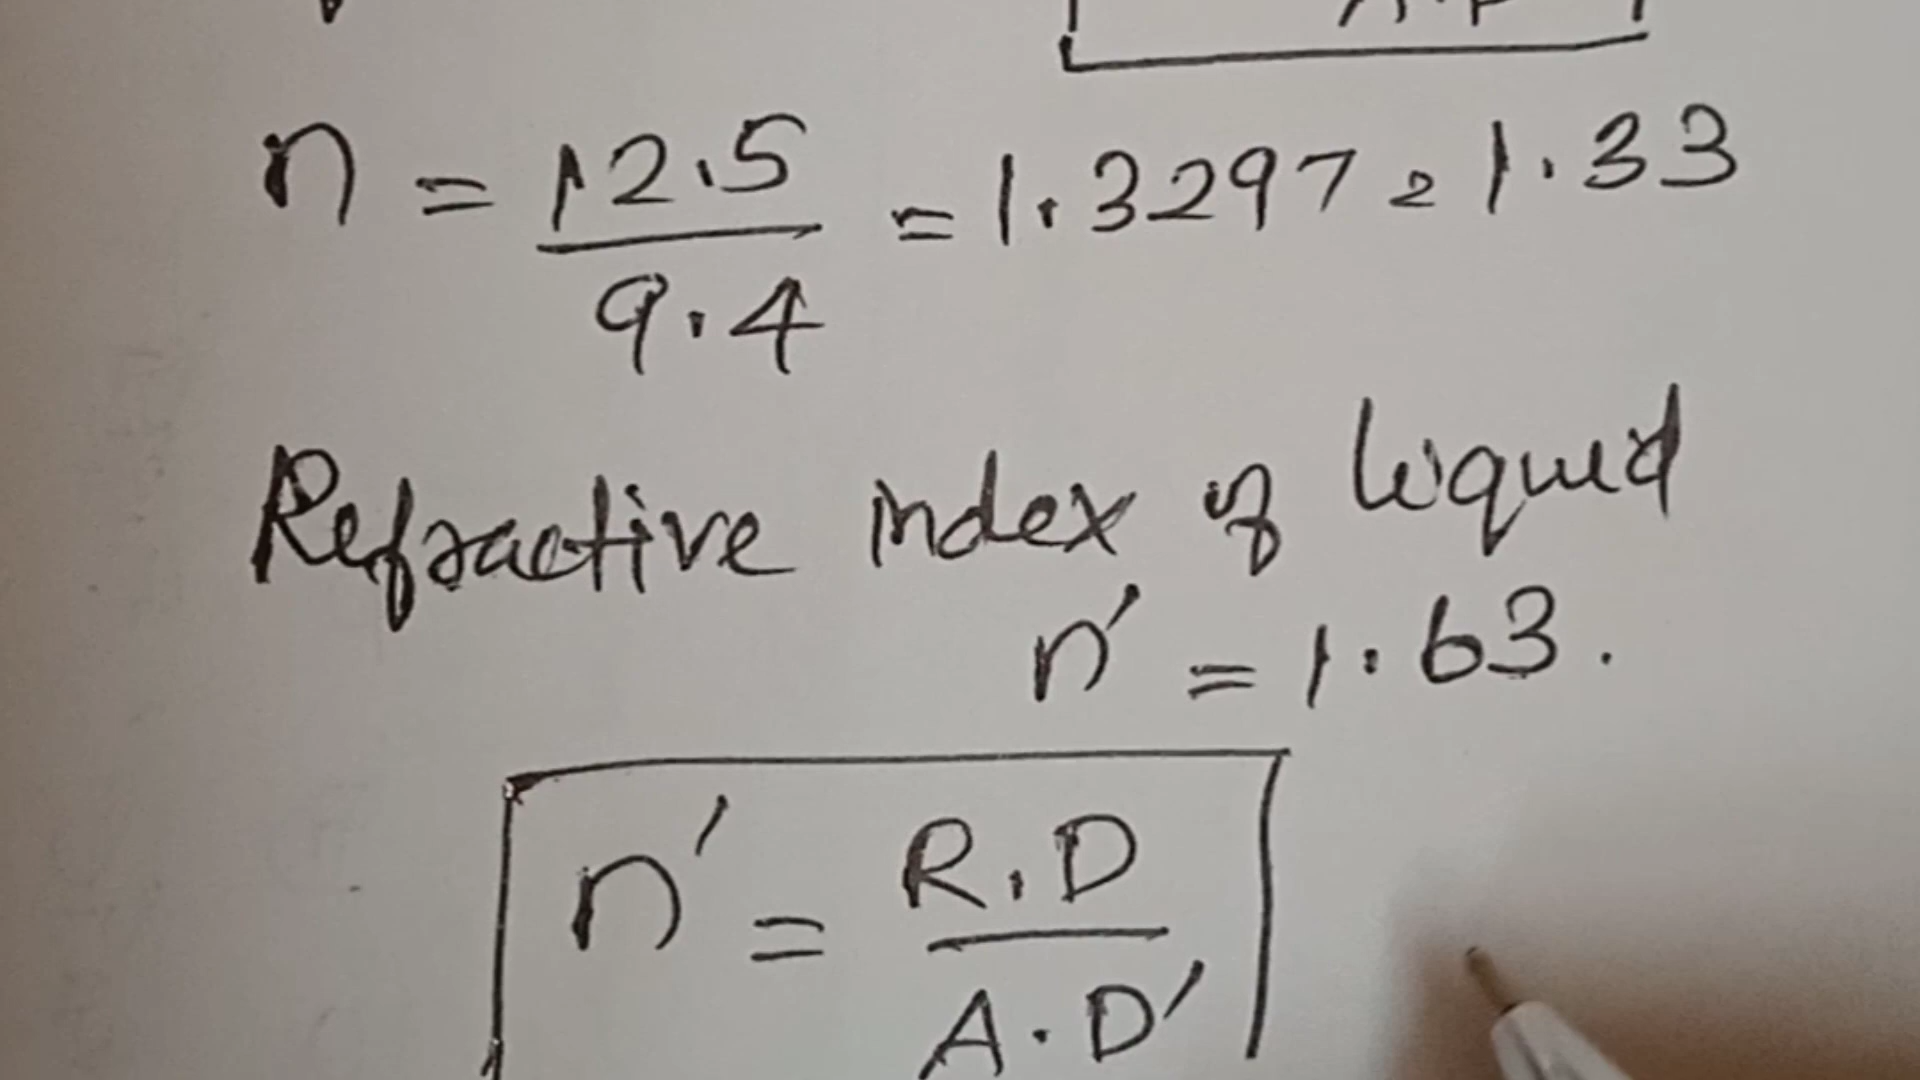 n = 12.5 / 9.4 = 1.3297 = 1.33
Refractive index of liquid
n' = 1.63.
n' = R.D / A.D'